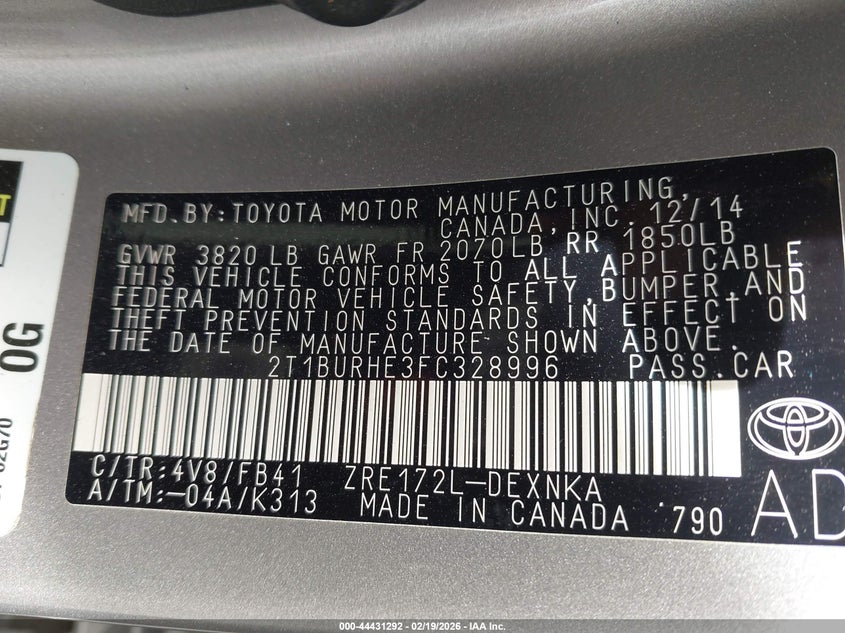 MFD.BY:TOYOTA MOTOR MANUFACTURING,
CANADA,INC. 12/14
GVWR 3820 LB GAWR FR 2070LB RR 1850LB
THIS VEHICLE CONFORMS TO ALL APPLICABLE
FEDERAL MOTOR VEHICLE SAFETY,BUMPER,AND
THEFT PREVENTION STANDARDS IN EFFECT ON
THE DATE OF MANUFACTURE SHOWN ABOVE.
2T1BURHE3FC328996 PASS.CAR
C/TR:4V8/FB41 ZRE172L-DEXNKA
A/TM:-04A/K313 MADE IN CANADA 790 AD
0G
02G70
000-44431292 - 02/19/2026 - IAA Inc.